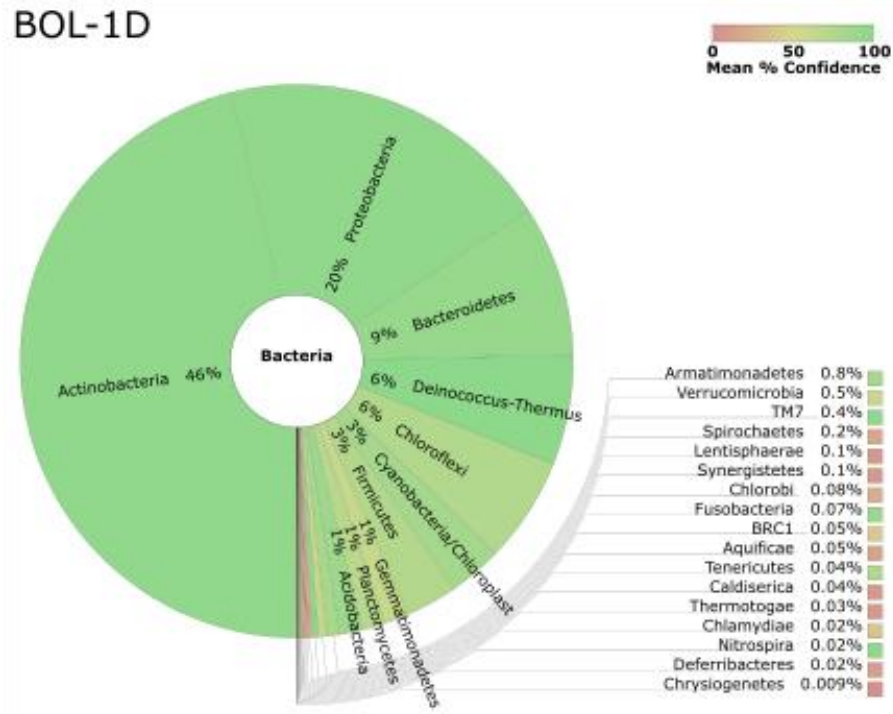 BOL-1D
0 50 100
Mean % Confidence
Proteobacteria 20%
Bacteroidetes 9%
Bacteria
Actinobacteria 46%
6% Deinococcus-Thermus
6% Chloroflexi
3% Cyanobacteria/Chloroplast
3% Firmicutes
1% Gemmatimonadetes
1% Planctomycetes
1% Acidobacteria
Armatimonadetes 0.8%
Verrucomicrobia 0.5%
TM7 0.4%
Spirochaetes 0.2%
Lentisphaerae 0.1%
Synergistetes 0.1%
Chlorobi 0.08%
Fusobacteria 0.07%
BRC1 0.05%
Aquificae 0.05%
Tenericutes 0.04%
Caldiserica 0.04%
Thermotogae 0.03%
Chlamydiae 0.02%
Nitrospira 0.02%
Deferribacteres 0.02%
Chrysiogenetes 0.009%